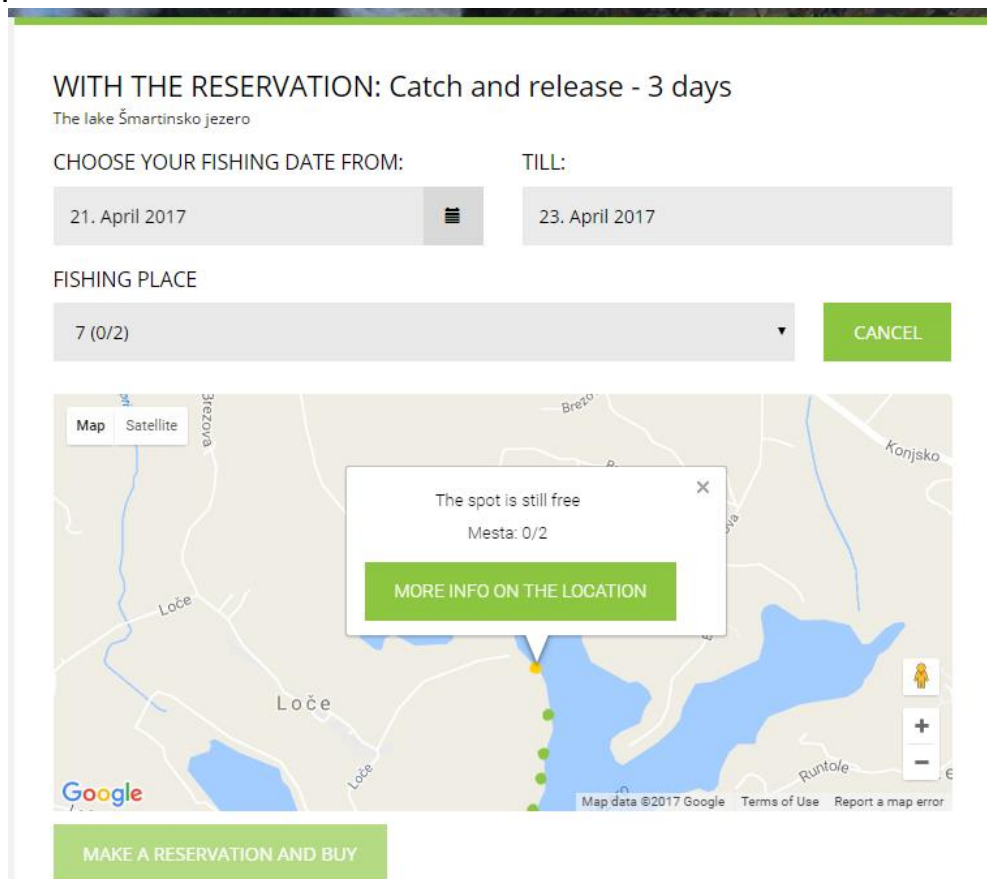 WITH THE RESERVATION: Catch and release - 3 days
The lake Šmartinsko jezero
CHOOSE YOUR FISHING DATE FROM:
TILL:
21. April 2017
23. April 2017
FISHING PLACE
7 (0/2)
CANCEL
Map
Satellite
Brezova
Konjsko
The spot is still free
Mesta: 0/2
MORE INFO ON THE LOCATION
Loče
Loče
Loče
Runtole
Google
Map data ©2017 Google
Terms of Use
Report a map error
MAKE A RESERVATION AND BUY